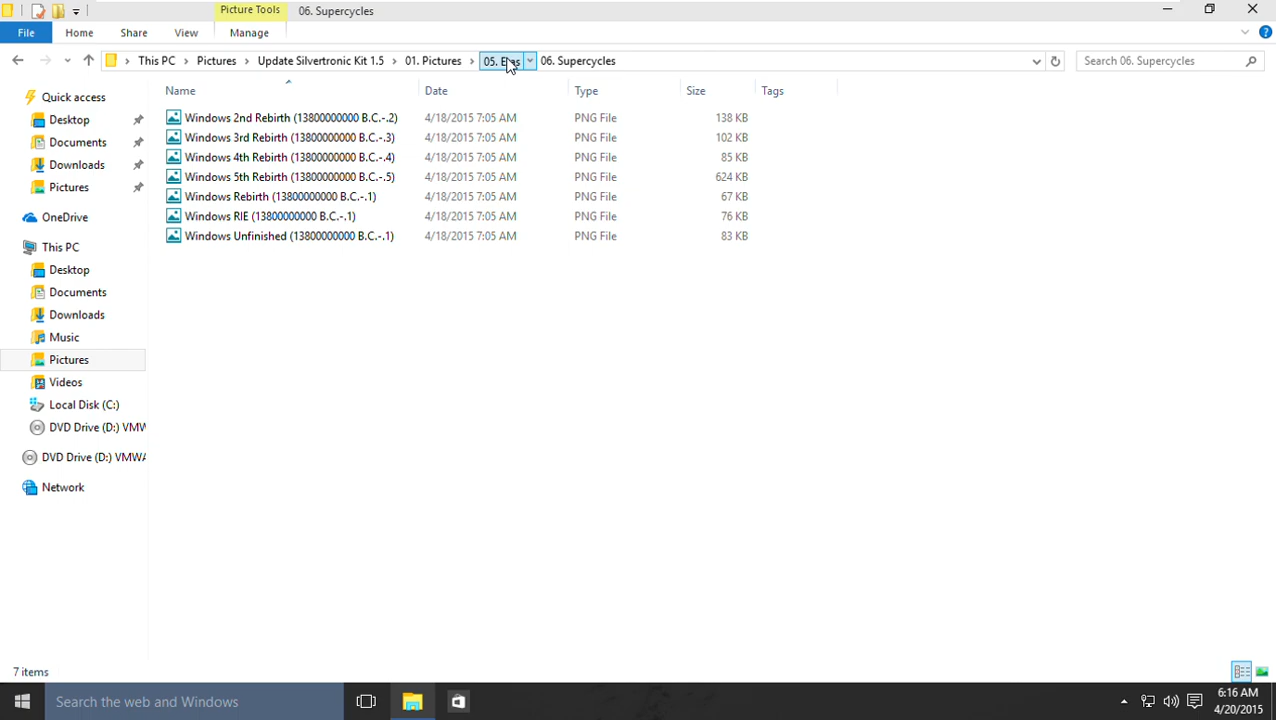 Picture Tools 06. Supercycles
File Home Share View Manage
This PC Pictures Update Silvertronic Kit 1.5 01. Pictures 05. Eras 06. Supercycles Search 06. Supercycles
Name Date Type Size Tags
Quick access
Desktop
Documents
Downloads
Pictures
OneDrive
This PC
Desktop
Documents
Downloads
Music
Pictures
Videos
Local Disk (C:)
DVD Drive (D:) VMW
DVD Drive (D:) VMWA
Network
Windows 2nd Rebirth (13800000000 B.C.-.2) 4/18/2015 7:05 AM PNG File 138 KB
Windows 3rd Rebirth (13800000000 B.C.-.3) 4/18/2015 7:05 AM PNG File 102 KB
Windows 4th Rebirth (13800000000 B.C.-.4) 4/18/2015 7:05 AM PNG File 85 KB
Windows 5th Rebirth (13800000000 B.C.-.5) 4/18/2015 7:05 AM PNG File 624 KB
Windows Rebirth (13800000000 B.C.-.1) 4/18/2015 7:05 AM PNG File 67 KB
Windows RIE (13800000000 B.C.-.1) 4/18/2015 7:05 AM PNG File 76 KB
Windows Unfinished (13800000000 B.C.-.1) 4/18/2015 7:05 AM PNG File 83 KB
7 items
Search the web and Windows
6:16 AM
4/20/2015